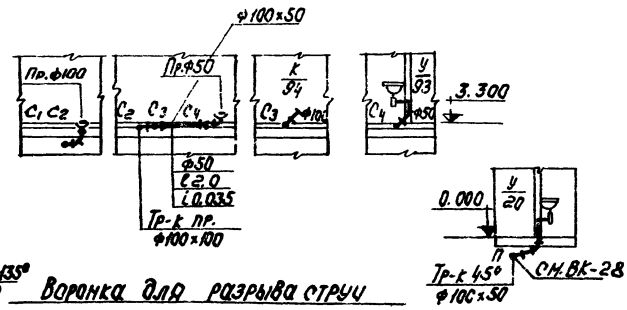 Ф100×50
Пр.Ф100
Пр.Ф50
К
94
У
93
3.300
С1 С2
С2 С3 С4
С3
Ф100
С4
Ф50
Ф50
ℓ2,0
i0,035
Тр-к пр.
Ф100×100
У
20
0.000
П
Тр-к 45°
Ф100×50
См.ВК-28
135°
Воронка для разрыва струи